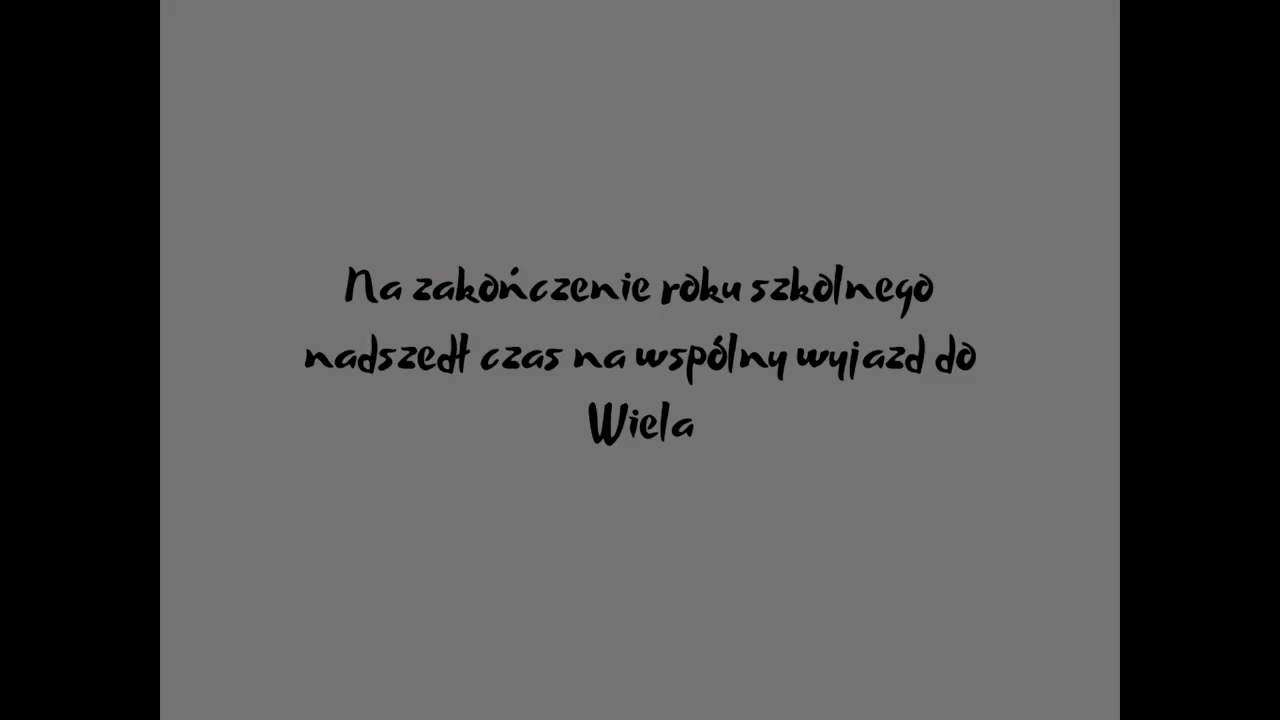 Na zakończenie roku szkolnego
nadszedł czas na wspólny wyjazd do
Wiela